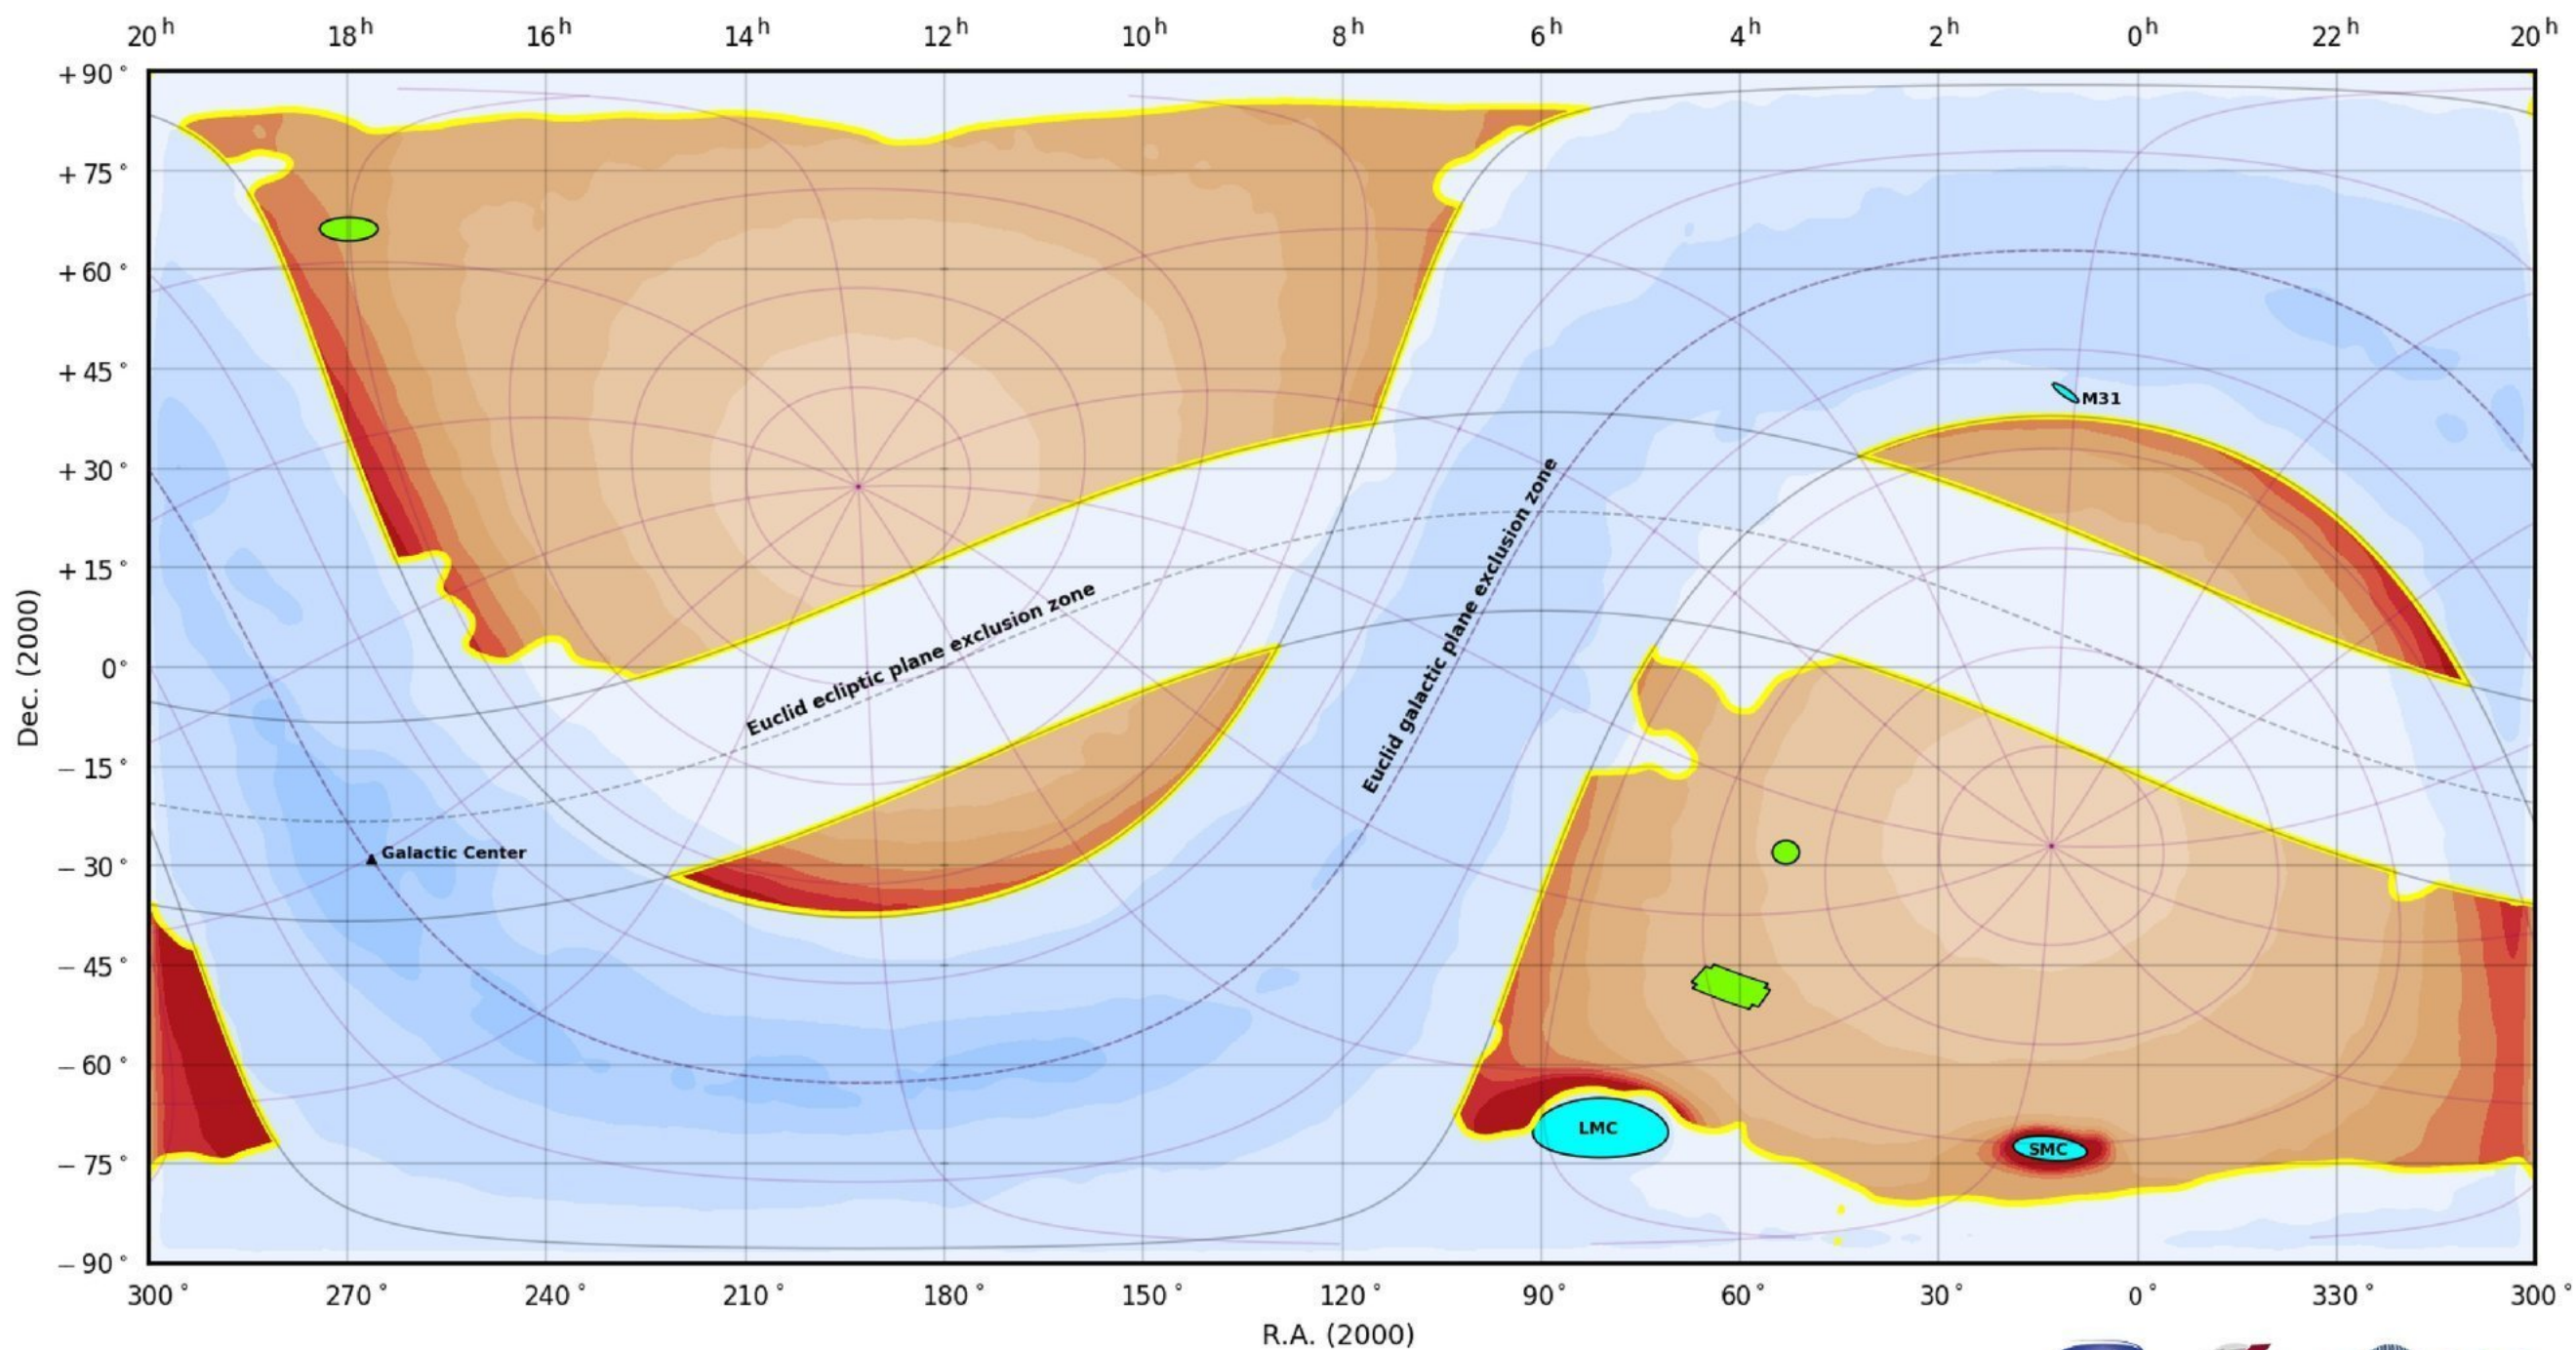 20h 18h 16h 14h 12h 10h 8h 6h 4h 2h 0h 22h 20h
+90°
+75°
+60°
+45°
M31
+30°
+15°
Euclid galactic plane exclusion zone
Euclid ecliptic plane exclusion zone
0°
Dec. (2000)
−15°
Galactic Center
−30°
−45°
−60°
LMC
SMC
−75°
−90°
300° 270° 240° 210° 180° 150° 120° 90° 60° 30° 0° 330° 300°
R.A. (2000)